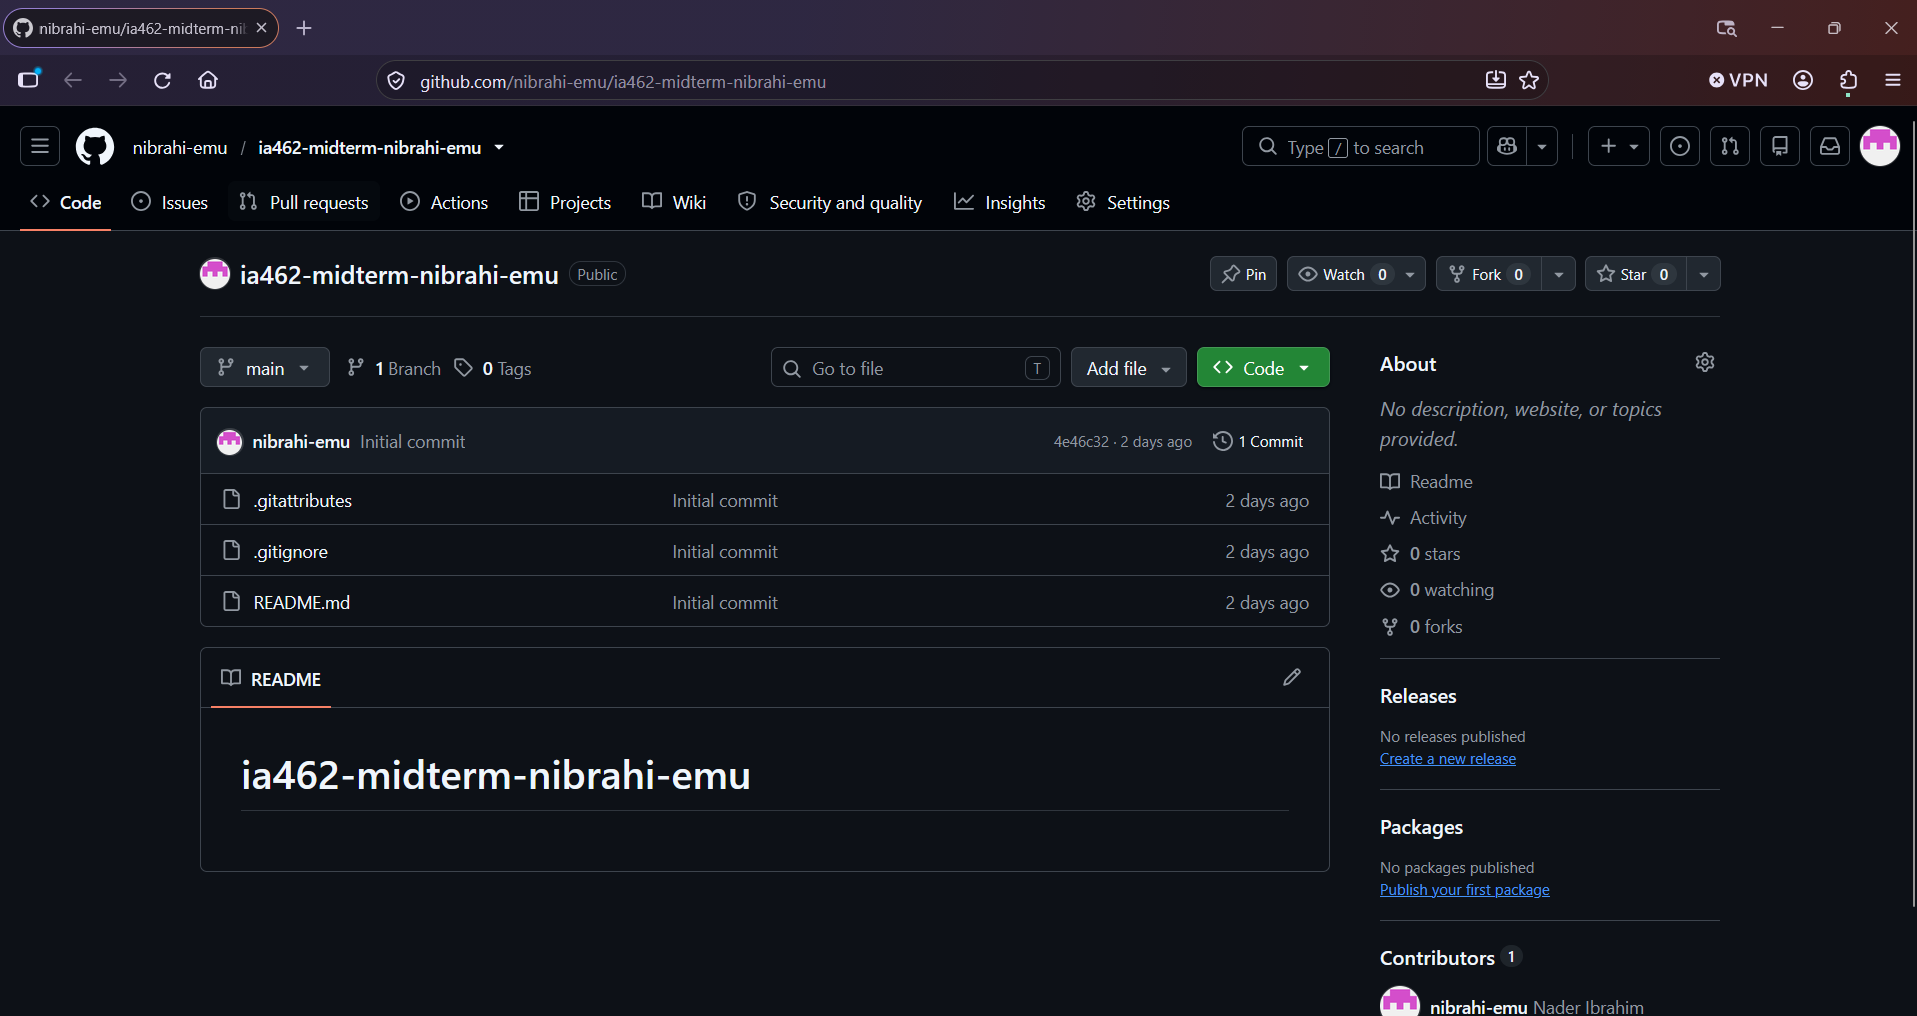 nibrahi-emu/ia462-midterm-nib
github.com/nibrahi-emu/ia462-midterm-nibrahi-emu
VPN
nibrahi-emu / ia462-midterm-nibrahi-emu
Type / to search
Code Issues Pull requests Actions Projects Wiki Security and quality Insights Settings
ia462-midterm-nibrahi-emu Public
Pin Watch 0 Fork 0 Star 0
main 1 Branch 0 Tags
Go to file T Add file Code
nibrahi-emu Initial commit 4e46c32 · 2 days ago 1 Commit
.gitattributes Initial commit 2 days ago
.gitignore Initial commit 2 days ago
README.md Initial commit 2 days ago
README
ia462-midterm-nibrahi-emu
About
No description, website, or topics
provided.
Readme
Activity
0 stars
0 watching
0 forks
Releases
No releases published
Create a new release
Packages
No packages published
Publish your first package
Contributors 1
nibrahi-emu Nader Ibrahim